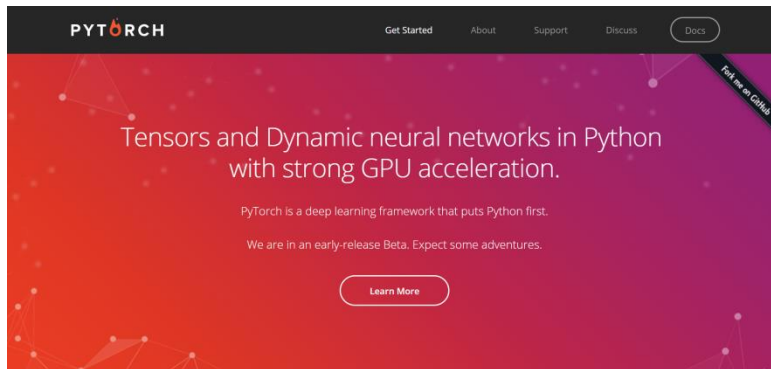 PYTORCH
Get Started
About
Support
Discuss
Docs
Fork me on GitHub
Tensors and Dynamic neural networks in Python
with strong GPU acceleration.
PyTorch is a deep learning framework that puts Python first.
We are in an early-release Beta. Expect some adventures.
Learn More